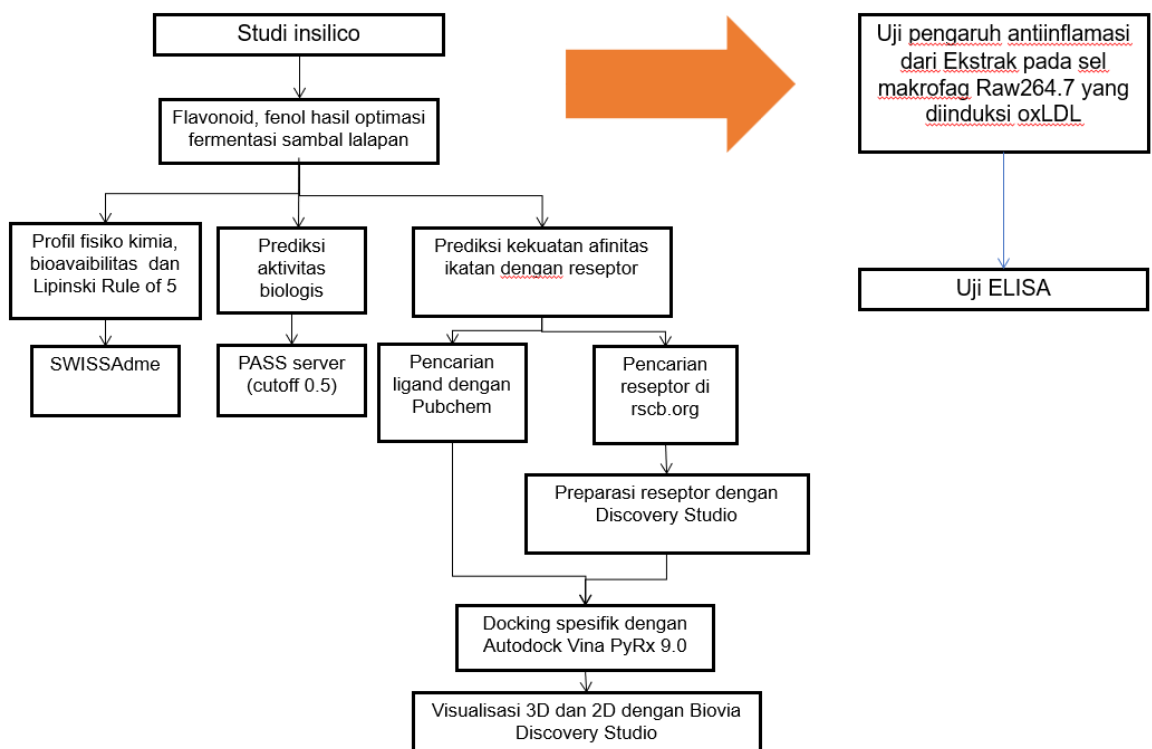 Studi insilico
Flavonoid, fenol hasil optimasi
fermentasi sambal lalapan
Profil fisiko kimia,
bioavaibilitas dan
Lipinski Rule of 5
Prediksi
aktivitas
biologis
Prediksi kekuatan afinitas
ikatan dengan reseptor
SWISSAdme
PASS server
(cutoff 0.5)
Pencarian
ligand dengan
Pubchem
Pencarian
reseptor di
rscb.org
Preparasi reseptor dengan
Discovery Studio
Docking spesifik dengan
Autodock Vina PyRx 9.0
Visualisasi 3D dan 2D dengan Biovia
Discovery Studio
Uji pengaruh antiinflamasi
dari Ekstrak pada sel
makrofag Raw264.7 yang
diinduksi oxLDL
Uji ELISA